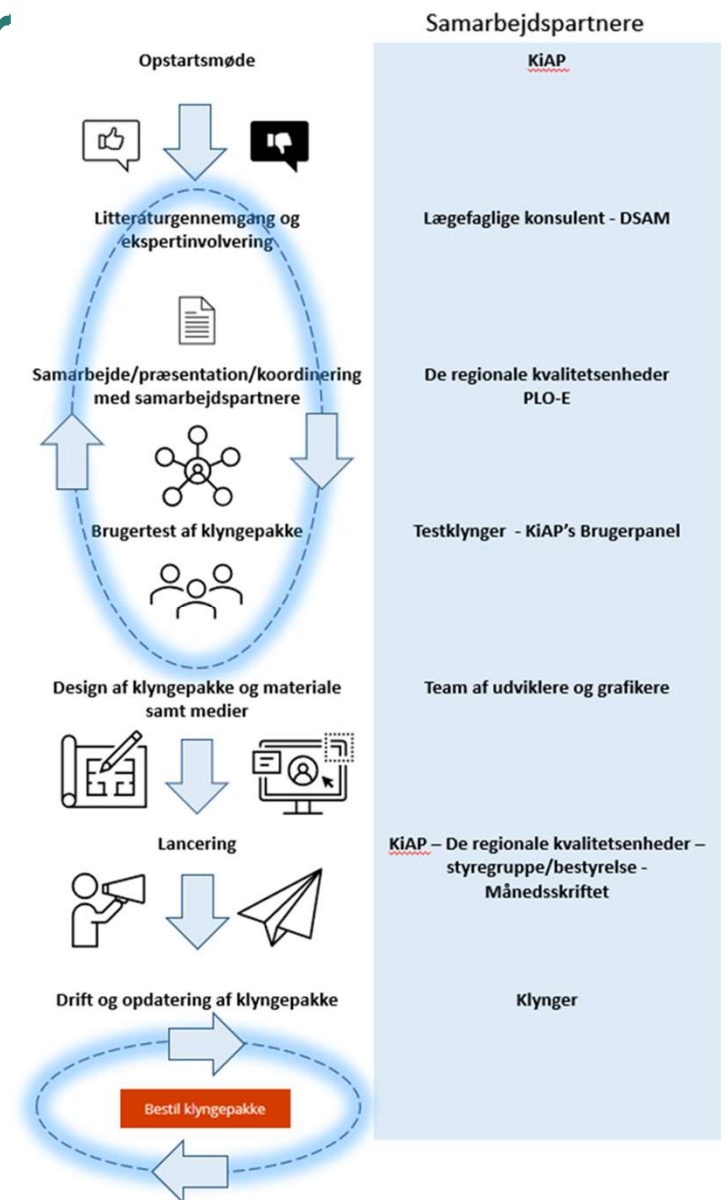 Samarbejdspartnere
Opstartsmøde
KiAP
Litteraturgennemgang og
ekspertinvolvering
Lægefaglige konsulent - DSAM
Samarbejde/præsentation/koordinering
med samarbejdspartnere
De regionale kvalitetsenheder
PLO-E
Brugertest af klyngepakke
Testklynger - KiAP's Brugerpanel
Design af klyngepakke og materiale
samt medier
Team af udviklere og grafikere
Lancering
KiAP – De regionale kvalitetsenheder –
styregruppe/bestyrelse -
Månedsskriftet
Drift og opdatering af klyngepakke
Klynger
Bestil klyngepakke